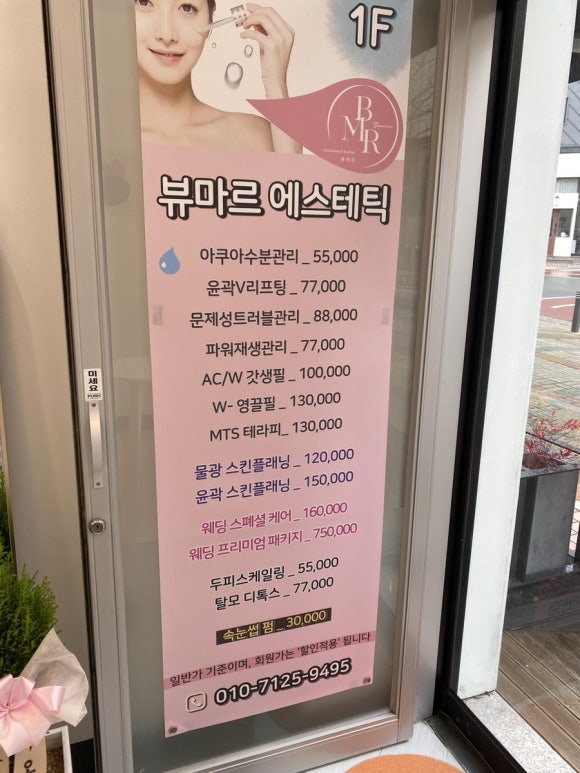 1F
BMR
뷰마르 에스테틱
아쿠아수분관리 _ 55,000
윤곽V리프팅 _ 77,000
문제성트러블관리 _ 88,000
파워재생관리 _ 77,000
AC/W 갓생필 _ 100,000
W- 영끌필 _ 130,000
MTS 테라피_ 130,000
물광 스킨플래닝 _ 120,000
윤곽 스킨플래닝 _ 150,000
웨딩 스폐셜 케어 _ 160,000
웨딩 프리미엄 패키지 _ 750,000
두피스케일링 _ 55,000
탈모 디톡스 _ 77,000
속눈썹 펌 _ 30,000
일반가 기준이며, 회원가는 '할인적용' 됩니다
010-7125-9495
미세요
PUSH